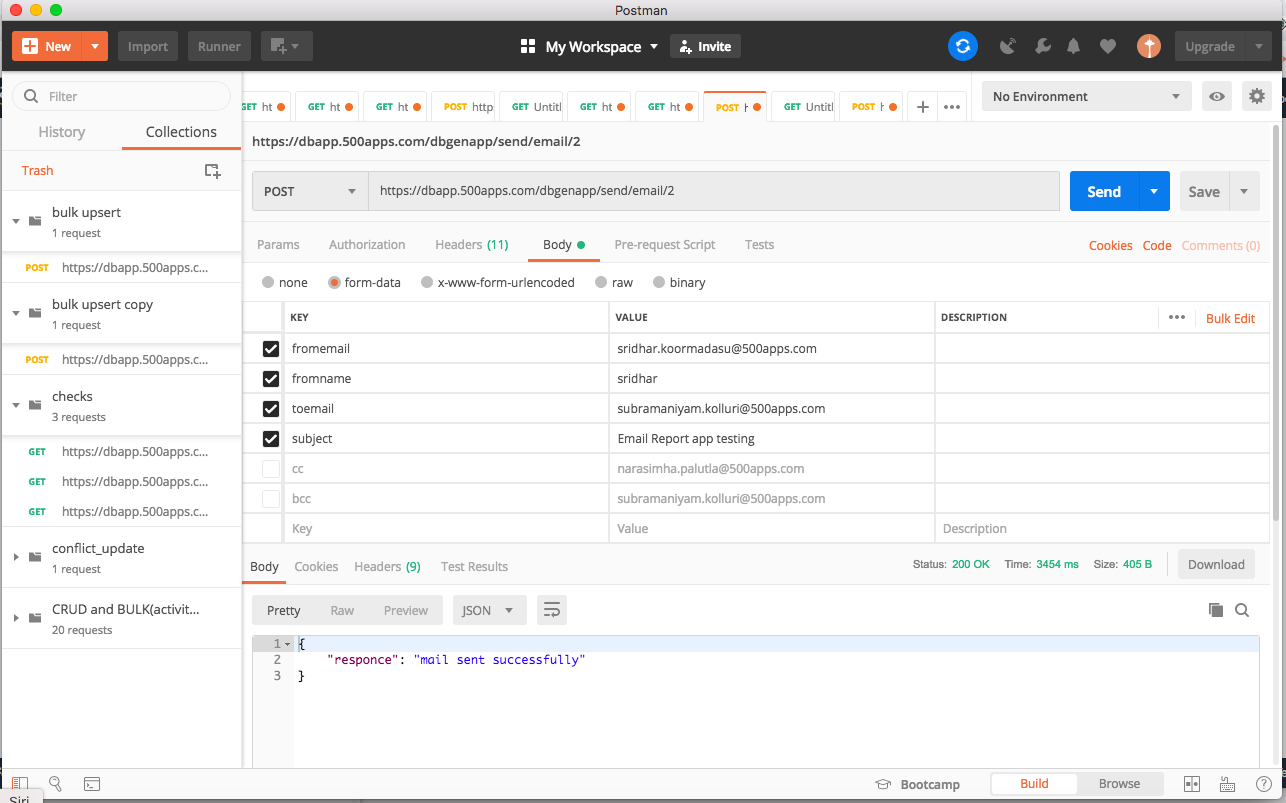 Postman
New
Import
Runner
My Workspace
Invite
Upgrade
Filter
History
Collections
Trash
bulk upsert
1 request
POST https://dbapp.500apps.c...
bulk upsert copy
1 request
POST https://dbapp.500apps.c...
checks
3 requests
GET https://dbapp.500apps.c...
GET https://dbapp.500apps.c...
GET https://dbapp.500apps.c...
conflict_update
1 request
CRUD and BULK(activit...
20 requests
GET ht GET ht GET ht POST http GET Untitl GET ht GET ht POST h GET Untitl POST h
No Environment
https://dbapp.500apps.com/dbgenapp/send/email/2
POST https://dbapp.500apps.com/dbgenapp/send/email/2 Send Save
Params Authorization Headers (11) Body Pre-request Script Tests Cookies Code Comments (0)
none form-data x-www-form-urlencoded raw binary
KEY VALUE DESCRIPTION Bulk Edit
fromemail sridhar.koormadasu@500apps.com
fromname sridhar
toemail subramaniyam.kolluri@500apps.com
subject Email Report app testing
cc narasimha.palutla@500apps.com
bcc subramaniyam.kolluri@500apps.com
Key Value Description
Body Cookies Headers (9) Test Results Status: 200 OK Time: 3454 ms Size: 405 B Download
Pretty Raw Preview JSON
1 {
2 "responce": "mail sent successfully"
3 }
Bootcamp Build Browse
Siri